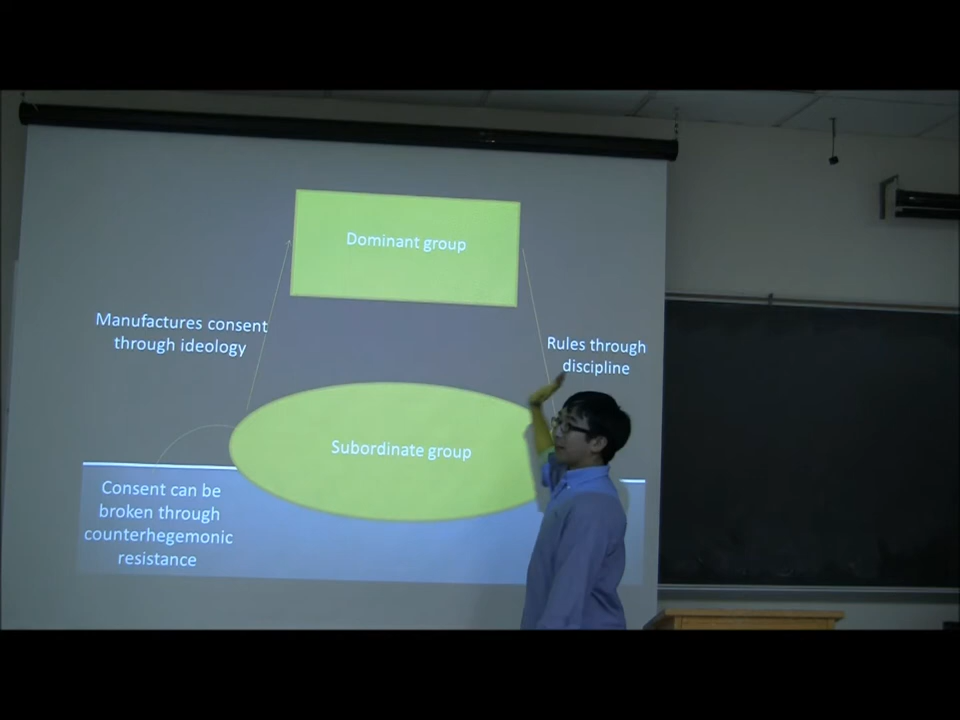 Dominant group
Manufactures consent
through ideology
Rules through
discipline
Subordinate group
Consent can be
broken through
counterhegemonic
resistance